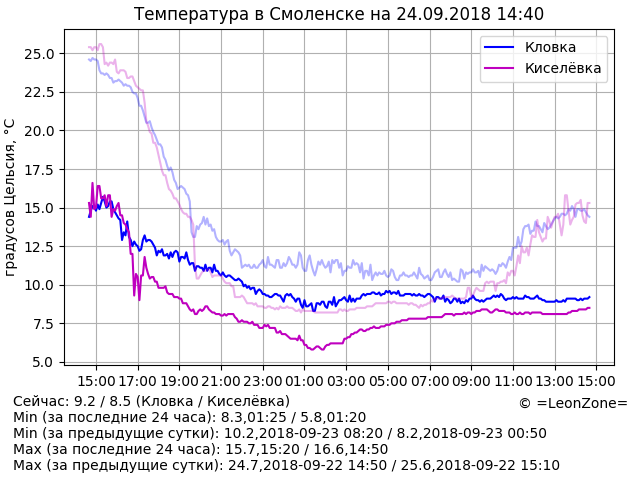 Температура в Смоленске на 24.09.2018 14:40
Кловка
Киселёвка
градусов Цельсия, °C
25.0
22.5
20.0
17.5
15.0
12.5
10.0
7.5
5.0
15:00 17:00 19:00 21:00 23:00 01:00 03:00 05:00 07:00 09:00 11:00 13:00 15:00
Сейчас: 9.2 / 8.5 (Кловка / Киселёвка)
© =LeonZone=
Min (за последние 24 часа): 8.3,01:25 / 5.8,01:20
Min (за предыдущие сутки): 10.2,2018-09-23 08:20 / 8.2,2018-09-23 00:50
Max (за последние 24 часа): 15.7,15:20 / 16.6,14:50
Max (за предыдущие сутки): 24.7,2018-09-22 14:50 / 25.6,2018-09-22 15:10